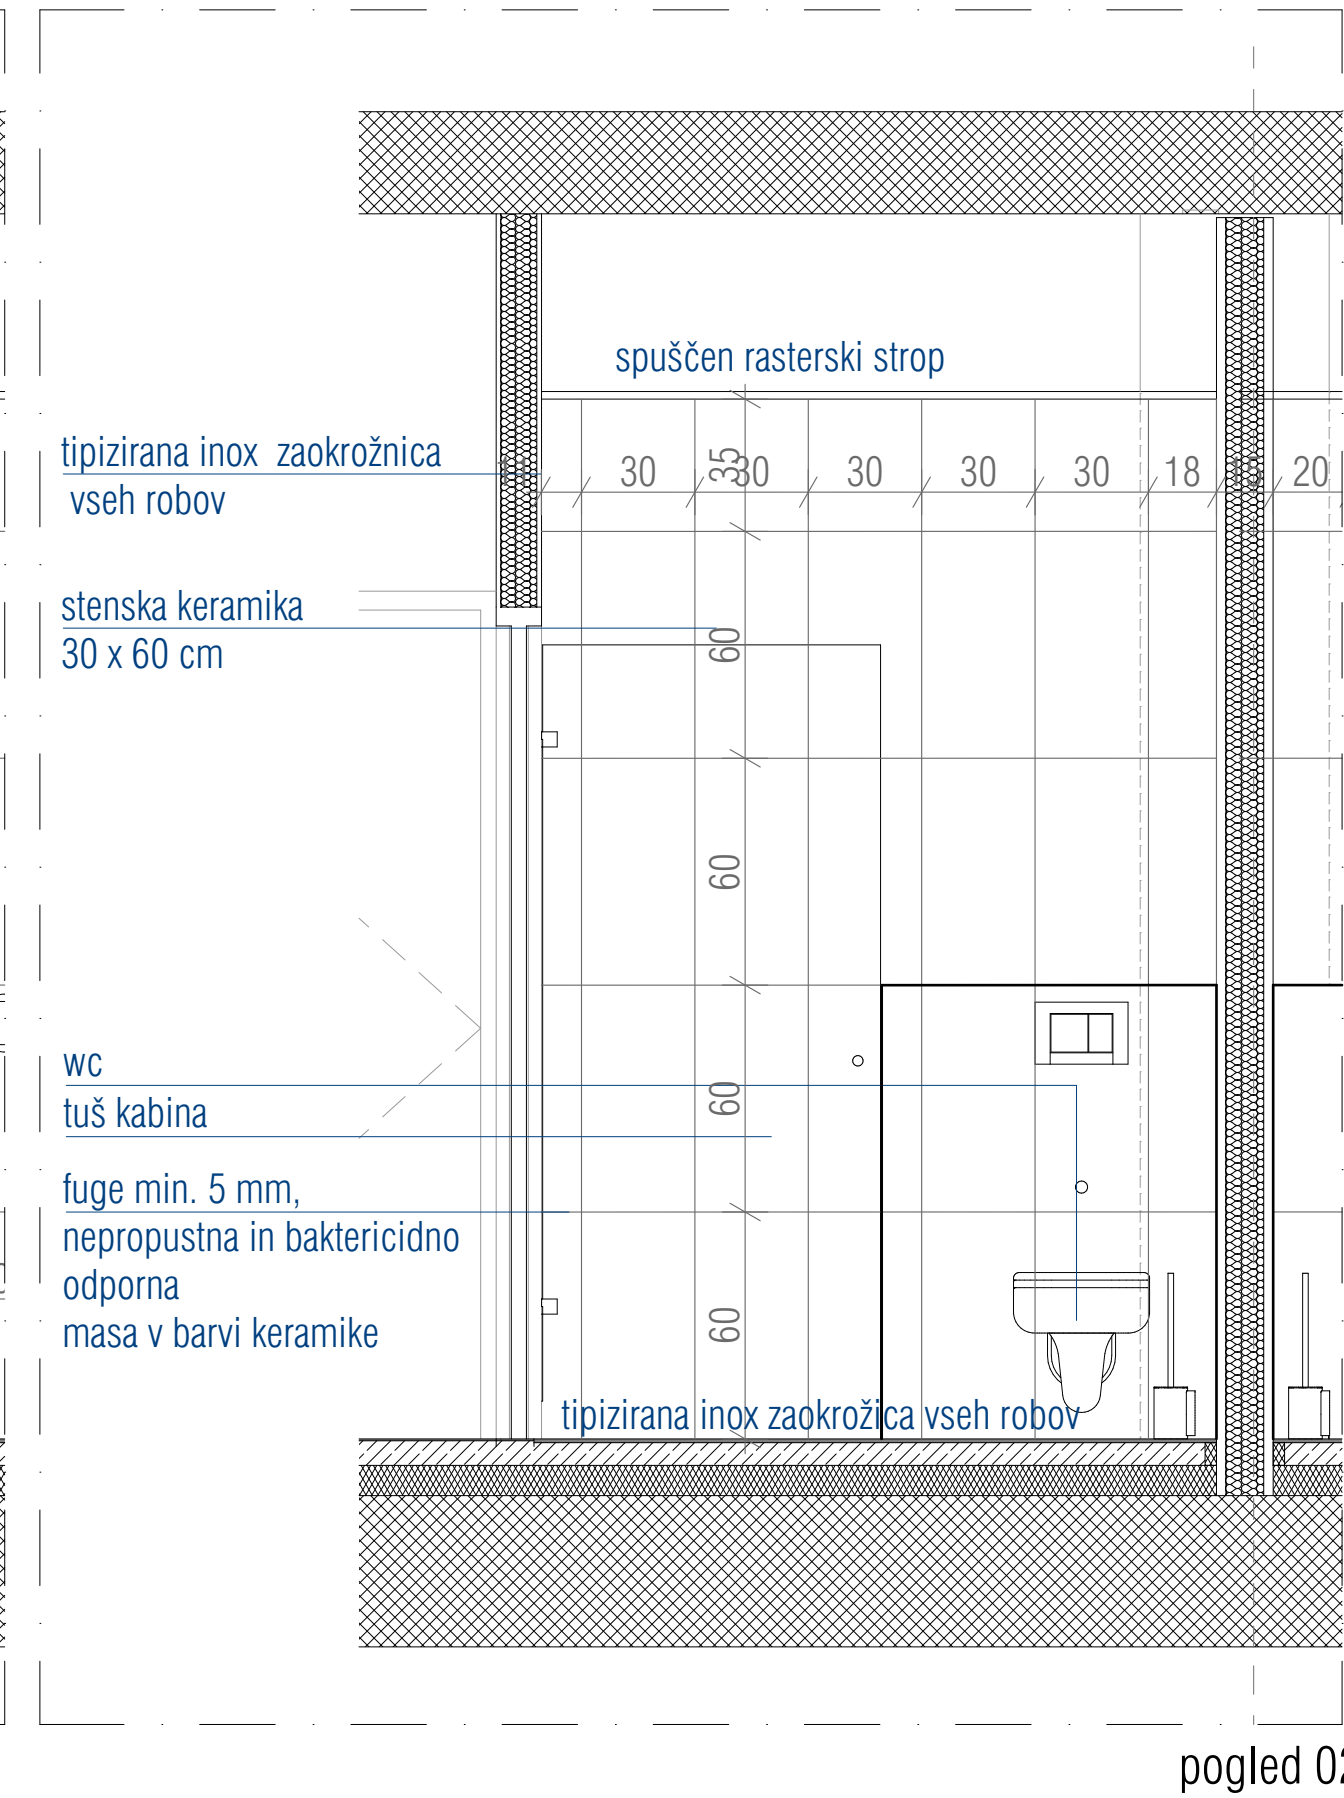 spuščen rasterski strop
tipizirana inox zaokrožnica
vseh robov
30 35 30 30 30 30 18 15 20
stenska keramika
30 x 60 cm
60
60
wc
60
tuš kabina
fuge min. 5 mm,
nepropustna in baktericidno
odporna
masa v barvi keramike
60
tipizirana inox zaokrožica vseh robov
pogled 02